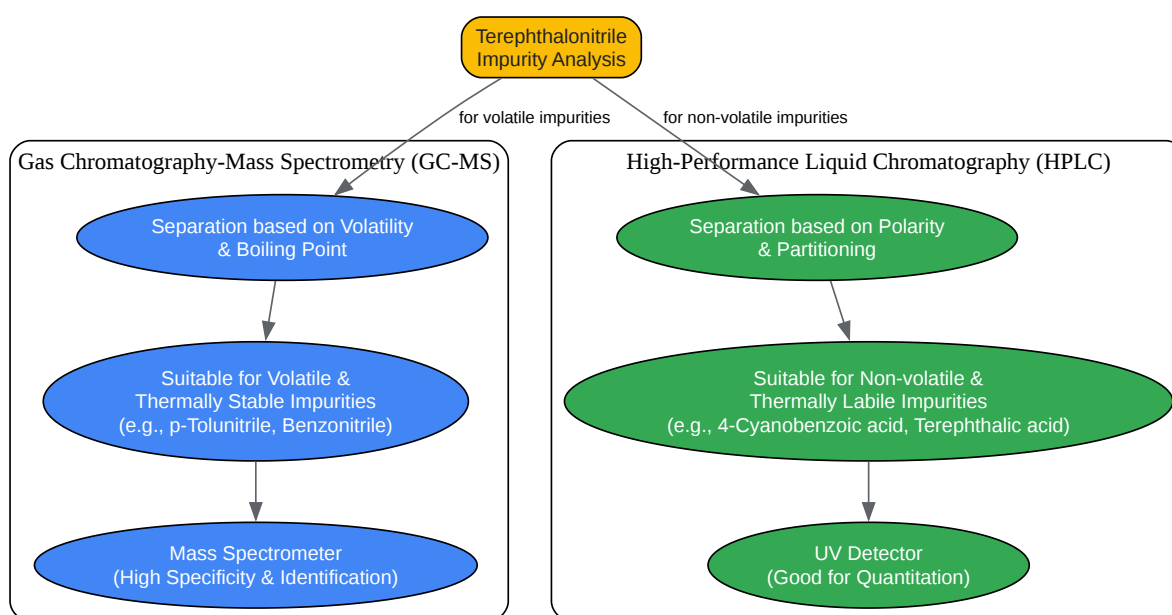 Terephthalonitrile
Impurity Analysis
for volatile impurities
for non-volatile impurities
Gas Chromatography-Mass Spectrometry (GC-MS)
Separation based on Volatility
& Boiling Point
Suitable for Volatile &
Thermally Stable Impurities
(e.g., p-Tolunitrile, Benzonitrile)
Mass Spectrometer
(High Specificity & Identification)
High-Performance Liquid Chromatography (HPLC)
Separation based on Polarity
& Partitioning
Suitable for Non-volatile &
Thermally Labile Impurities
(e.g., 4-Cyanobenzoic acid, Terephthalic acid)
UV Detector
(Good for Quantitation)